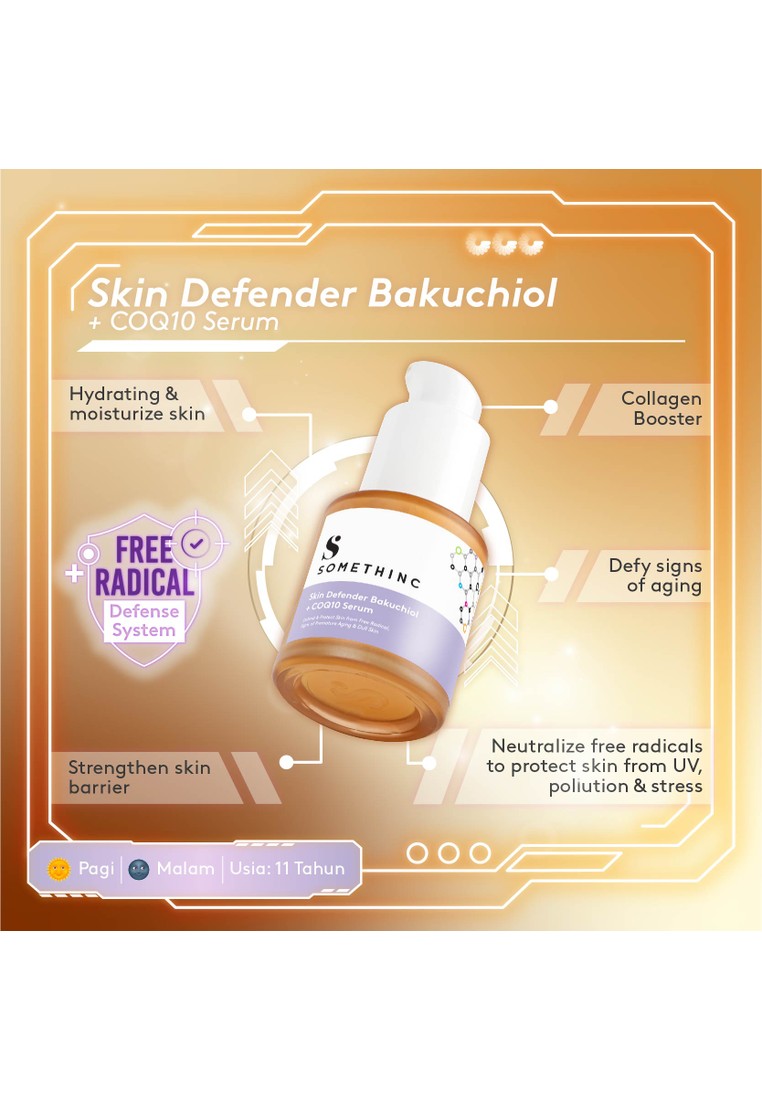 Skin Defender Bakuchiol
+ COQ10 Serum
Hydrating &
moisturize skin
Collagen
Booster
FREE
RADICAL
Defense
System
+
S
SOMETHINC
Skin Defender Bakuchiol
+ COQ10 Serum
Defy signs
of aging
Strengthen skin
barrier
Neutralize free radicals
to protect skin from UV,
pollution & stress
Pagi
Malam
Usia: 11 Tahun